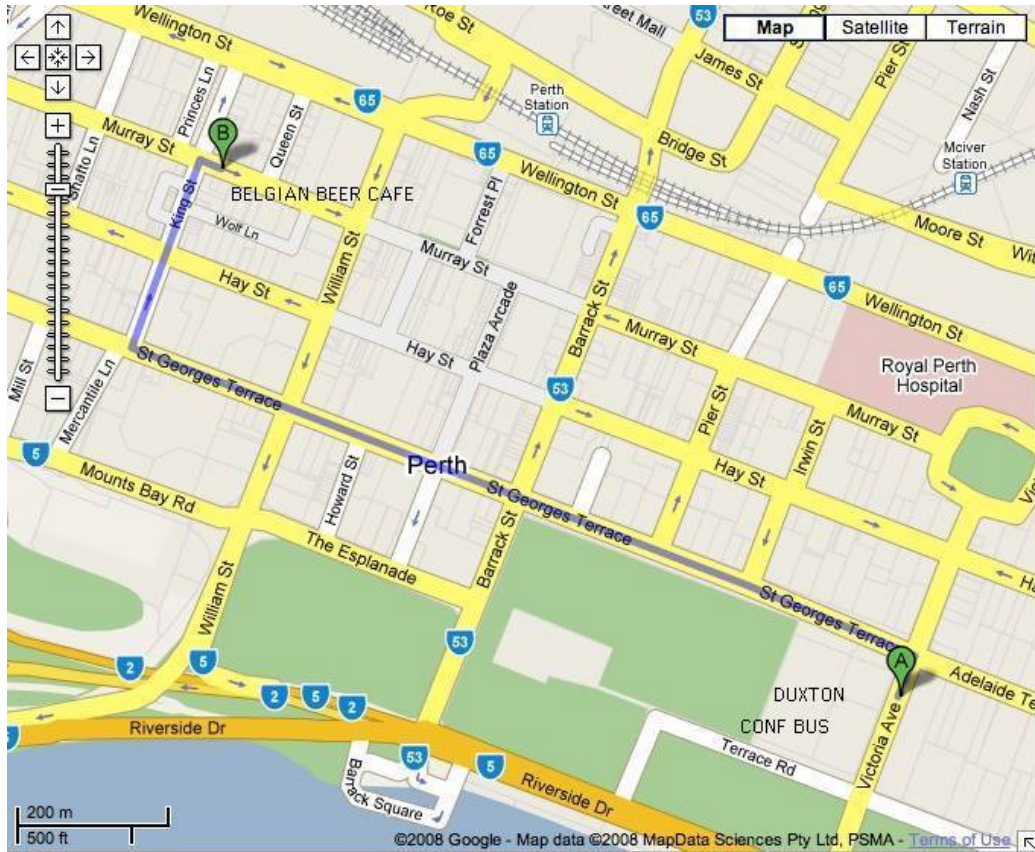 Map
Satellite
Terrain
Wellington St
Roe St
53
James St
Pier St
Nash St
Princes Ln
65
Perth
Station
Mciver
Station
Murray St
B
Queen St
Bridge St
Shafto Ln
65
Wellington St
BELGIAN BEER CAFE
King St
Forrest Pl
65
Moore St
Wolf Ln
William St
Murray St
Hay St
Plaza Arcade
Barrack St
65
Wellington St
Murray St
Hay St
Royal Perth
Hospital
St Georges Terrace
Mill St
Mercantile Ln
53
Pier St
Murray St
Irwin St
5
Perth
Hay St
Mounts Bay Rd
Howard St
St Georges Terrace
The Esplanade
Barrack St
William St
St Georges Terrace
53
A
Adelaide Te
2
5
2
5
2
DUXTON
CONF BUS
Victoria Ave
Riverside Dr
Terrace Rd
53
5
Barrack Square
Riverside Dr
200 m
500 ft
©2008 Google - Map data ©2008 MapData Sciences Pty Ltd, PSMA - Terms of Use